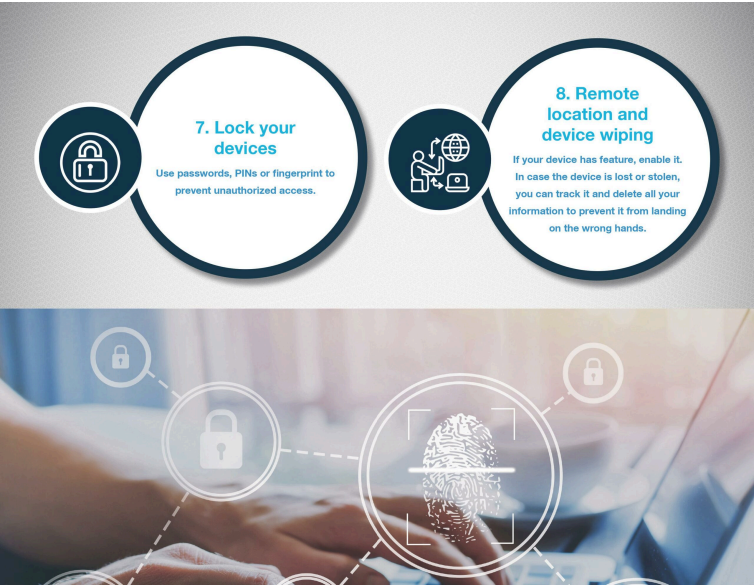 7. Lock your
devices
Use passwords, PINs or fingerprint to
prevent unauthorized access.
8. Remote
location and
device wiping
If your device has feature, enable it.
In case the device is lost or stolen,
you can track it and delete all your
information to prevent it from landing
on the wrong hands.